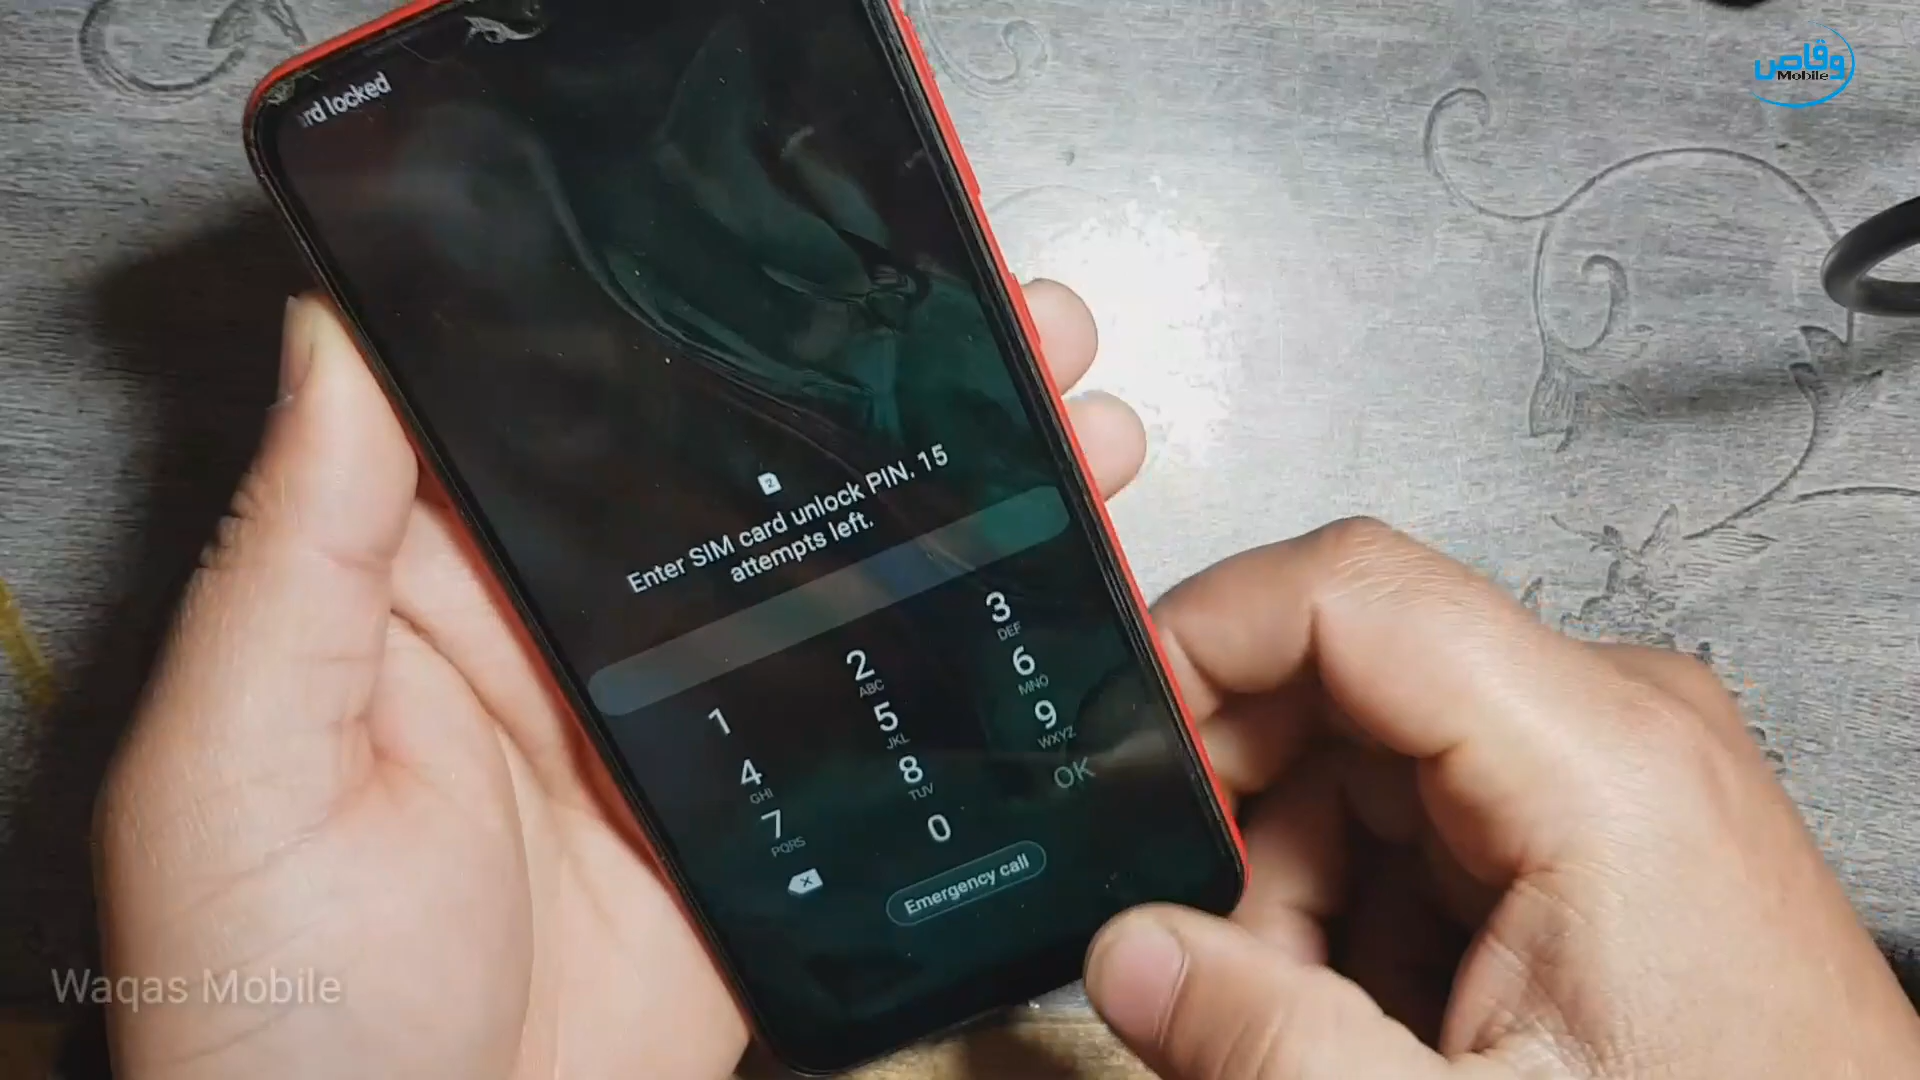 وقاص
Mobile
rd locked
2
Enter SIM card unlock PIN. 15
attempts left.
1
2 ABC
3 DEF
4 GHI
5 JKL
6 MNO
7 PQRS
8 TUV
9 WXYZ
0
OK
Emergency call
Waqas Mobile